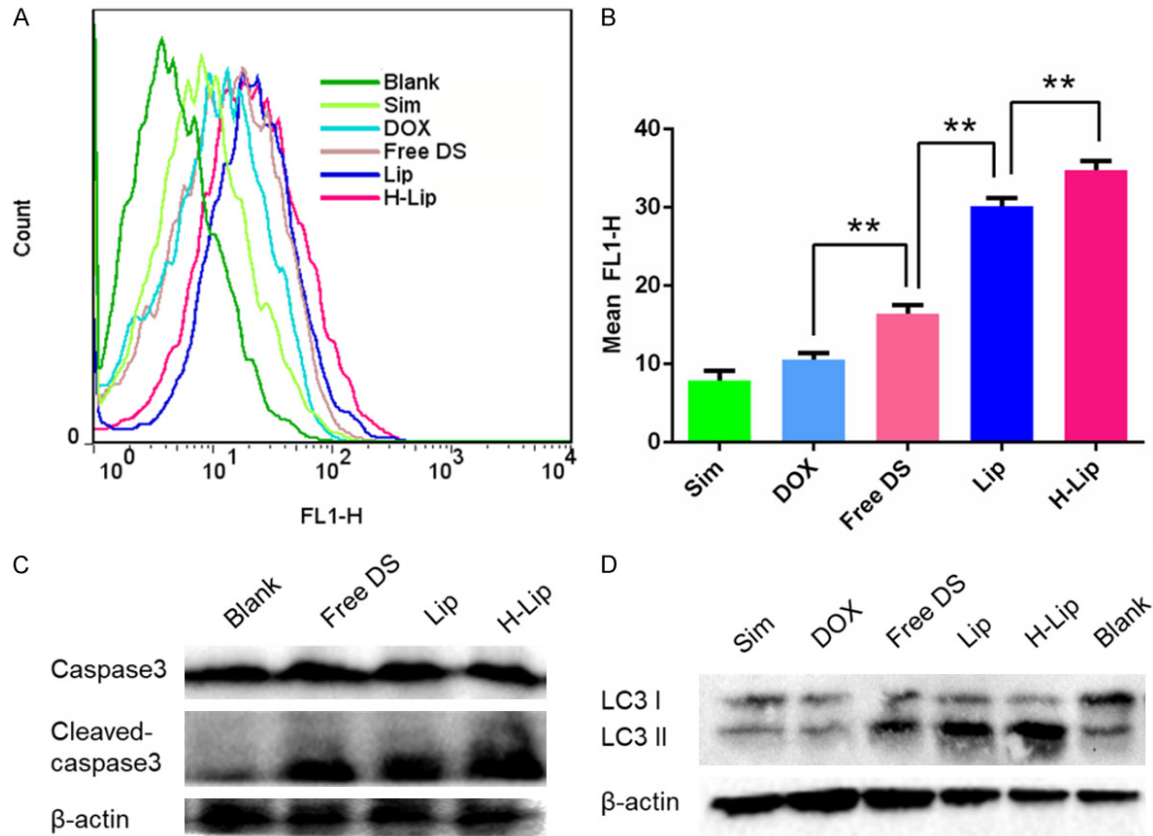 A
Count
0
Blank
Sim
DOX
Free DS
Lip
H-Lip
10⁰ 10¹ 10² 10³ 10⁴
FL1-H
B
Mean FL1-H
40
30
20
10
0
**
**
**
Sim DOX Free DS Lip H-Lip
C
Blank Free DS Lip H-Lip
Caspase3
Cleaved-
caspase3
β-actin
D
Sim DOX Free DS Lip H-Lip Blank
LC3 I
LC3 II
β-actin